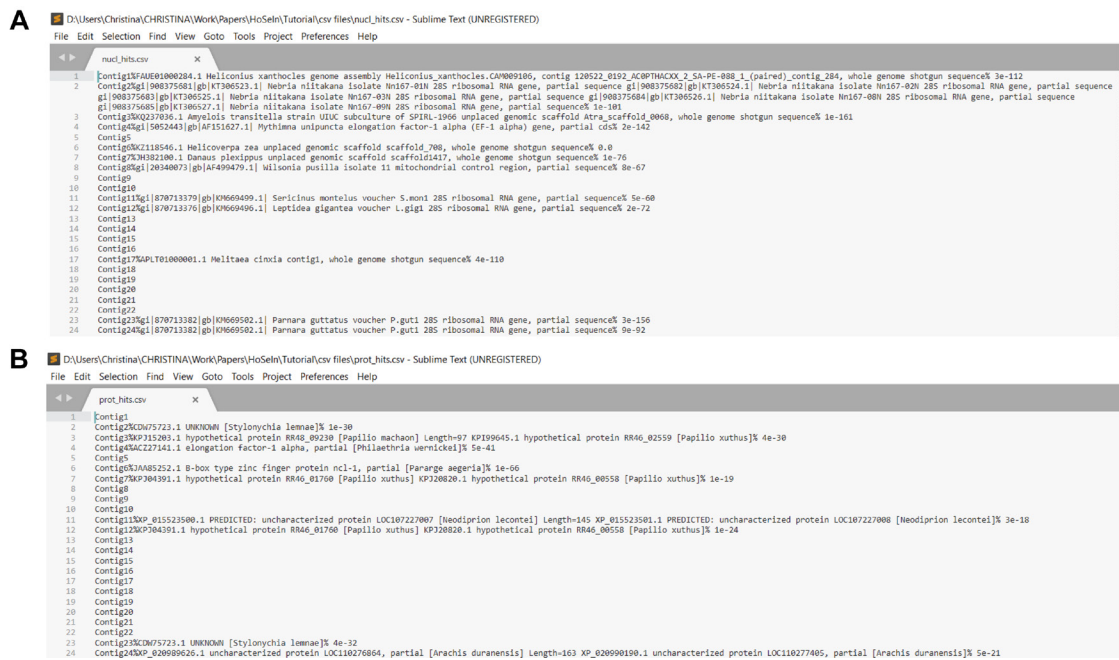 A
D:\Users\Christina\CHRISTINA\Work\Papers\HoSeIn\Tutorial\csv files\nucl_hits.csv - Sublime Text (UNREGISTERED)
File Edit Selection Find View Goto Tools Project Preferences Help
nucl_hits.csv ×
1 Contig1%FAUE01000284.1 Heliconius xanthocles genome assembly Heliconius_xanthocles.CAM009106, contig 120522_0192_AC0PTHACXX_2_SA-PE-088_1_(paired)_contig_284, whole genome shotgun sequence% 3e-112
2 Contig2%gi|908375681|gb|KT306523.1| Nebria niitakana isolate Nn167-01N 28S ribosomal RNA gene, partial sequence gi|908375682|gb|KT306524.1| Nebria niitakana isolate Nn167-02N 28S ribosomal RNA gene, partial sequence
gi|908375683|gb|KT306525.1| Nebria niitakana isolate Nn167-03N 28S ribosomal RNA gene, partial sequence gi|908375684|gb|KT306526.1| Nebria niitakana isolate Nn167-08N 28S ribosomal RNA gene, partial sequence
gi|908375685|gb|KT306527.1| Nebria niitakana isolate Nn167-09N 28S ribosomal RNA gene, partial sequence% 1e-101
3 Contig3%KQ237036.1 Amyelois transitella strain UIUC subculture of SPIRL-1966 unplaced genomic scaffold Atra_scaffold_0068, whole genome shotgun sequence% 1e-161
4 Contig4%gi|5052443|gb|AF151627.1| Mythimna unipuncta elongation factor-1 alpha (EF-1 alpha) gene, partial cds% 2e-142
5 Contig5
6 Contig6%KZ118546.1 Helicoverpa zea unplaced genomic scaffold scaffold_708, whole genome shotgun sequence% 0.0
7 Contig7%JH382100.1 Danaus plexippus unplaced genomic scaffold scaffold1417, whole genome shotgun sequence% 1e-76
8 Contig8%gi|20340073|gb|AF499479.1| Wilsonia pusilla isolate 11 mitochondrial control region, partial sequence% 8e-67
9 Contig9
10 Contig10
11 Contig11%gi|870713379|gb|KM669499.1| Sericinus montelus voucher S.mon1 28S ribosomal RNA gene, partial sequence% 5e-60
12 Contig12%gi|870713376|gb|KM669496.1| Leptidea gigantea voucher L.gig1 28S ribosomal RNA gene, partial sequence% 2e-72
13 Contig13
14 Contig14
15 Contig15
16 Contig16
17 Contig17%APLT01000001.1 Melitaea cinxia contig1, whole genome shotgun sequence% 4e-110
18 Contig18
19 Contig19
20 Contig20
21 Contig21
22 Contig22
23 Contig23%gi|870713382|gb|KM669502.1| Parnara guttatus voucher P.gut1 28S ribosomal RNA gene, partial sequence% 3e-156
24 Contig24%gi|870713382|gb|KM669502.1| Parnara guttatus voucher P.gut1 28S ribosomal RNA gene, partial sequence% 9e-92
B
D:\Users\Christina\CHRISTINA\Work\Papers\HoSeIn\Tutorial\csv files\prot_hits.csv - Sublime Text (UNREGISTERED)
File Edit Selection Find View Goto Tools Project Preferences Help
prot_hits.csv ×
1 Contig1
2 Contig2%CDW75723.1 UNKNOWN [Stylonychia lemnae]% 1e-30
3 Contig3%KPJ15203.1 hypothetical protein RR48_09230 [Papilio machaon] Length=97 KPI99645.1 hypothetical protein RR46_02559 [Papilio xuthus]% 4e-30
4 Contig4%ACZ27141.1 elongation factor-1 alpha, partial [Philaethria wernickei]% 5e-41
5 Contig5
6 Contig6%JAA85252.1 B-box type zinc finger protein ncl-1, partial [Pararge aegeria]% 1e-66
7 Contig7%KPJ04391.1 hypothetical protein RR46_01760 [Papilio xuthus] KPJ20820.1 hypothetical protein RR46_00558 [Papilio xuthus]% 1e-19
8 Contig8
9 Contig9
10 Contig10
11 Contig11%XP_015523500.1 PREDICTED: uncharacterized protein LOC107227007 [Neodiprion lecontei] Length=145 XP_015523501.1 PREDICTED: uncharacterized protein LOC107227008 [Neodiprion lecontei]% 3e-18
12 Contig12%KPJ04391.1 hypothetical protein RR46_01760 [Papilio xuthus] KPJ20820.1 hypothetical protein RR46_00558 [Papilio xuthus]% 1e-24
13 Contig13
14 Contig14
15 Contig15
16 Contig16
17 Contig17
18 Contig18
19 Contig19
20 Contig20
21 Contig21
22 Contig22
23 Contig23%CDW75723.1 UNKNOWN [Stylonychia lemnae]% 4e-32
24 Contig24%XP_020989626.1 uncharacterized protein LOC110276864, partial [Arachis duranensis] Length=163 XP_020990190.1 uncharacterized protein LOC110277405, partial [Arachis duranensis]% 5e-21